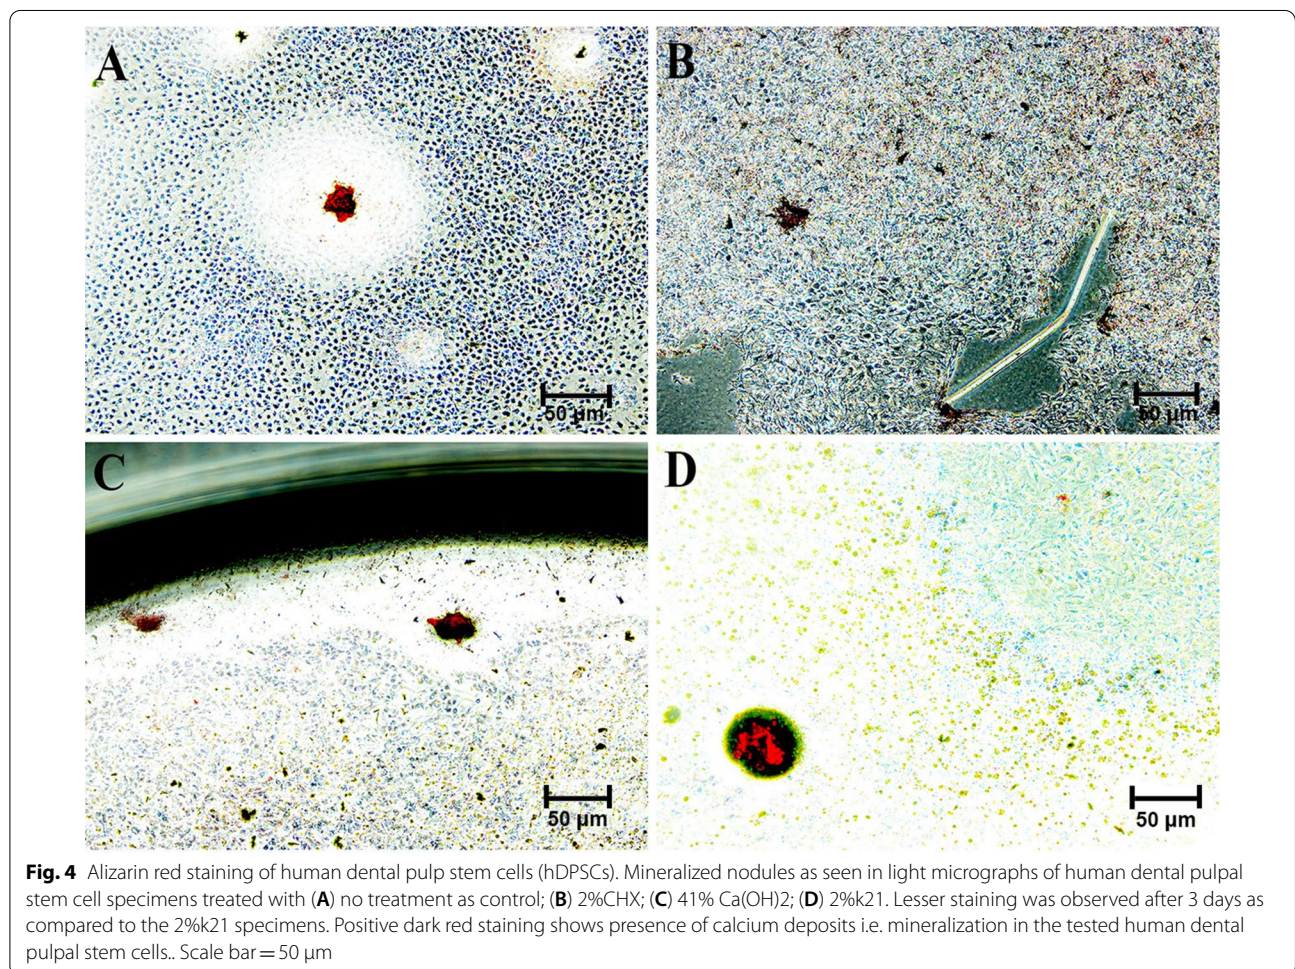 A
B
50 µm
50 µm
C
D
50 µm
50 µm
Fig. 4 Alizarin red staining of human dental pulp stem cells (hDPSCs). Mineralized nodules as seen in light micrographs of human dental pulpal
stem cell specimens treated with (A) no treatment as control; (B) 2%CHX; (C) 41% Ca(OH)2; (D) 2%k21. Lesser staining was observed after 3 days as
compared to the 2%k21 specimens. Positive dark red staining shows presence of calcium deposits i.e. mineralization in the tested human dental
pulpal stem cells.. Scale bar = 50 µm